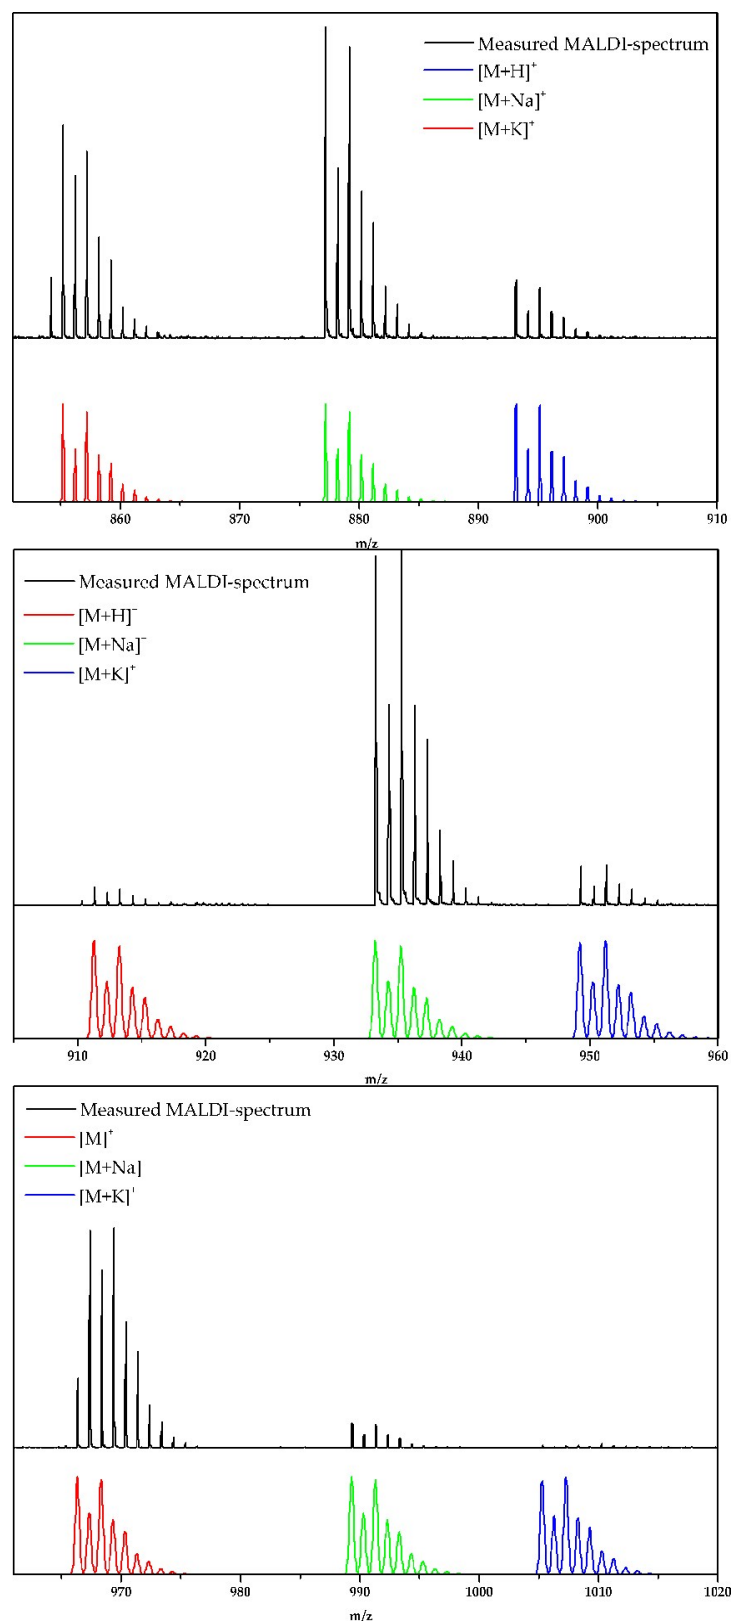 Measured MALDI-spectrum
[M+H]⁺
[M+Na]⁺
[M+K]⁺
860 870 880 890 900 910
m/z
Measured MALDI-spectrum
[M+H]⁻
[M+Na]⁻
[M+K]⁺
910 920 930 940 950 960
m/z
Measured MALDI-spectrum
[M]⁺
[M+Na]
[M+K]⁺
970 980 990 1000 1010 1020
m/z